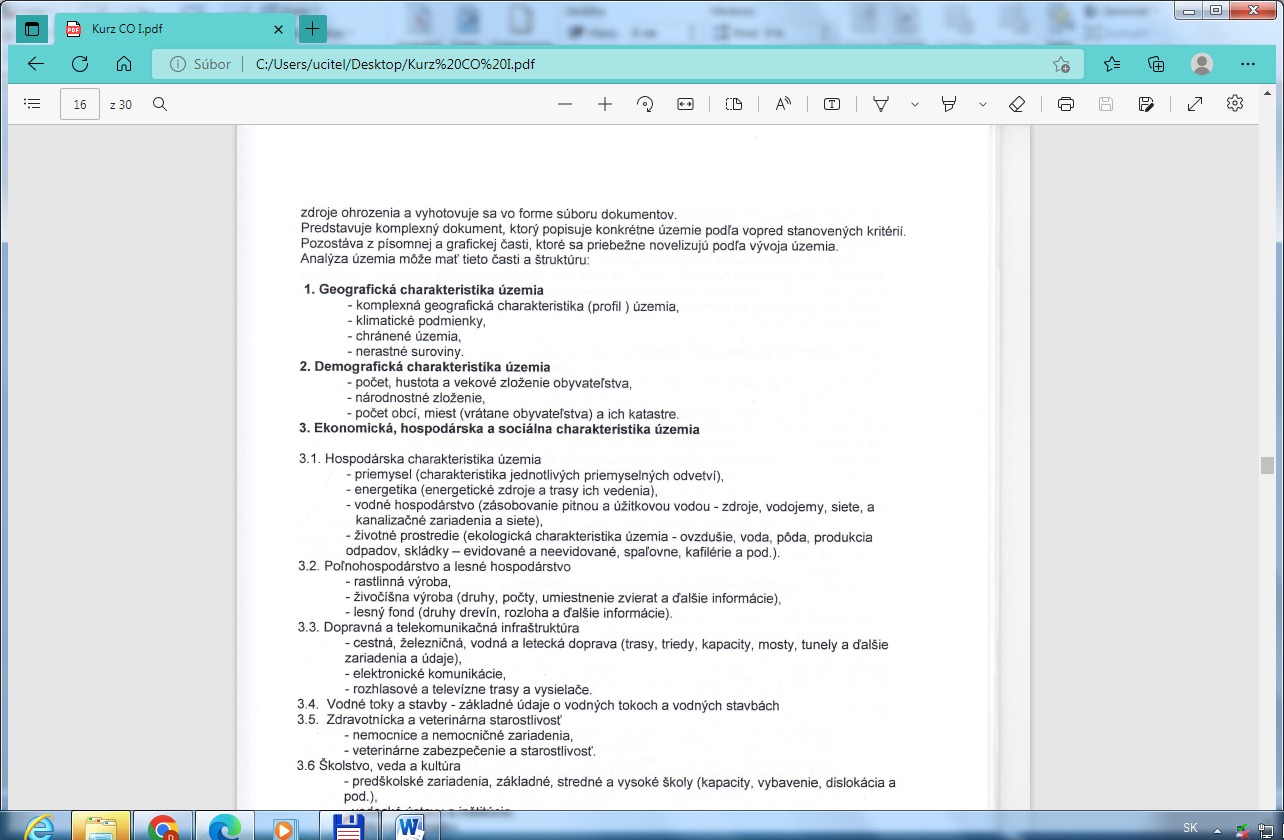 Kurz CO I.pdf
Súbor
C:/Users/ucitel/Desktop/Kurz%20CO%20I.pdf
16 z 30
zdroje ohrozenia a vyhotovuje sa vo forme súboru dokumentov.
Predstavuje komplexný dokument, ktorý popisuje konkrétne územie podľa vopred stanovených kritérií.
Pozostáva z písomnej a grafickej časti, ktoré sa priebežne novelizujú podľa vývoja územia.
Analýza územia môže mať tieto časti a štruktúru:
1. Geografická charakteristika územia
- komplexná geografická charakteristika (profil ) územia,
- klimatické podmienky,
- chránené územia,
- nerastné suroviny.
2. Demografická charakteristika územia
- počet, hustota a vekové zloženie obyvateľstva,
- národnostné zloženie,
- počet obcí, miest (vrátane obyvateľstva) a ich katastre.
3. Ekonomická, hospodárska a sociálna charakteristika územia
3.1. Hospodárska charakteristika územia
- priemysel (charakteristika jednotlivých priemyselných odvetví),
- energetika (energetické zdroje a trasy ich vedenia),
- vodné hospodárstvo (zásobovanie pitnou a úžitkovou vodou - zdroje, vodojemy, siete, a
kanalizačné zariadenia a siete),
- životné prostredie (ekologická charakteristika územia - ovzdušie, voda, pôda, produkcia
odpadov, skládky – evidované a neevidované, spaľovne, kafilérie a pod.).
3.2. Poľnohospodárstvo a lesné hospodárstvo
- rastlinná výroba,
- živočíšna výroba (druhy, počty, umiestnenie zvierat a ďalšie informácie),
- lesný fond (druhy drevín, rozloha a ďalšie informácie).
3.3. Dopravná a telekomunikačná infraštruktúra
- cestná, železničná, vodná a letecká doprava (trasy, triedy, kapacity, mosty, tunely a ďalšie
zariadenia a údaje),
- elektronické komunikácie,
- rozhlasové a televízne trasy a vysielače.
3.4. Vodné toky a stavby - základné údaje o vodných tokoch a vodných stavbách
3.5. Zdravotnícka a veterinárna starostlivosť
- nemocnice a nemocničné zariadenia,
- veterinárne zabezpečenie a starostlivosť.
3.6 Školstvo, veda a kultúra
- predškolské zariadenia, základné, stredné a vysoké školy (kapacity, vybavenie, dislokácia a
pod.),
SK